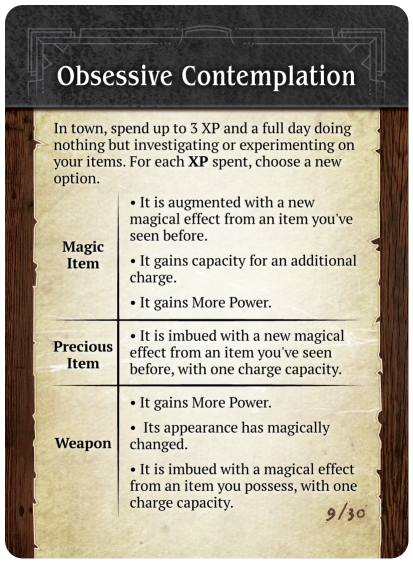 Obsessive Contemplation
In town, spend up to 3 XP and a full day doing
nothing but investigating or experimenting on
your items. For each XP spent, choose a new
option.
Magic
Item
• It is augmented with a new
magical effect from an item you've
seen before.
• It gains capacity for an additional
charge.
• It gains More Power.
Precious
Item
• It is imbued with a new magical
effect from an item you've seen
before, with one charge capacity.
Weapon
• It gains More Power.
• Its appearance has magically
changed.
• It is imbued with a magical effect
from an item you possess, with one
charge capacity.
9/30